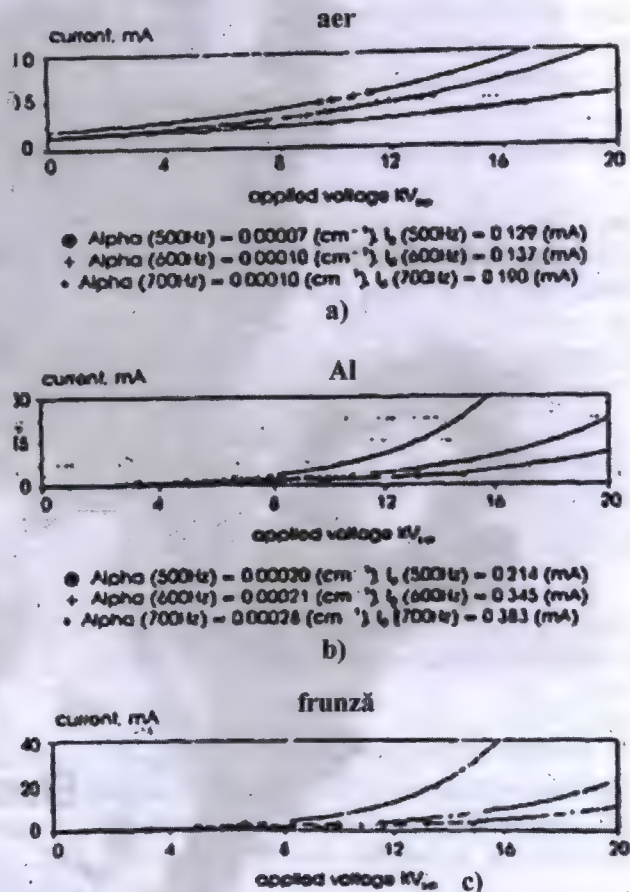 aer
current, mA
1 0
0.5
0
0 4 8 12 16 20
applied voltage KV
● Alpha (500Hz) = 0.00007 (cm⁻¹), I₀ (500Hz) = 0.129 (mA)
+ Alpha (600Hz) = 0.00010 (cm⁻¹), I₀ (600Hz) = 0.137 (mA)
• Alpha (700Hz) = 0.00010 (cm⁻¹), I₀ (700Hz) = 0.190 (mA)
a)
Al
current, mA
30
15
0
0 4 8 12 16 20
applied voltage KV
● Alpha (500Hz) = 0.00020 (cm⁻¹), I₀ (500Hz) = 0.214 (mA)
+ Alpha (600Hz) = 0.00021 (cm⁻¹), I₀ (600Hz) = 0.345 (mA)
• Alpha (700Hz) = 0.00028 (cm⁻¹), I₀ (700Hz) = 0.383 (mA)
b)
frunză
current, mA
40
20
0
0 4 8 12 16 20
applied voltage KV c)